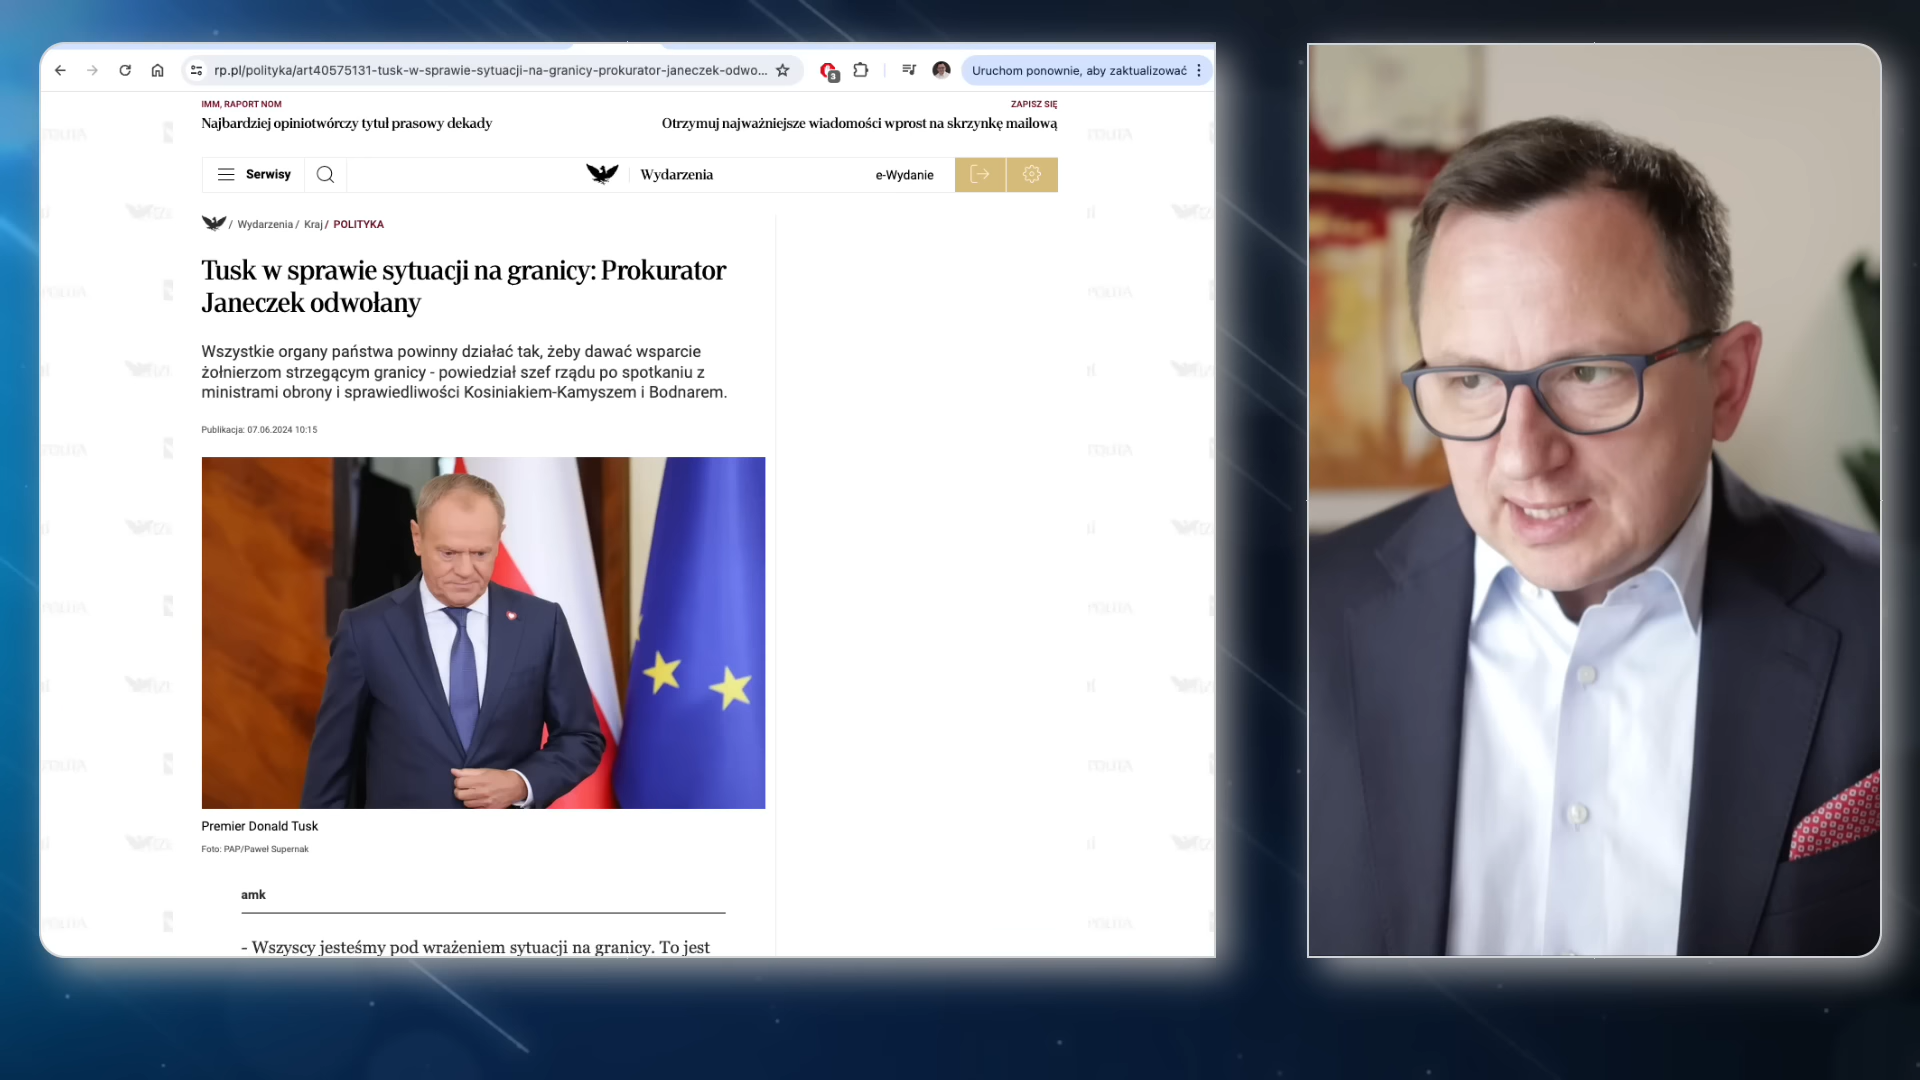 rp.pl/polityka/art40575131-tusk-w-sprawie-sytuacji-na-granicy-prokurator-janeczek-odwo...
3
Uruchom ponownie, aby zaktualizować
IMM, RAPORT NOM
ZAPISZ SIĘ
Najbardziej opiniotwórczy tytuł prasowy dekady
Otrzymuj najważniejsze wiadomości wprost na skrzynkę mailową
Serwisy
Wydarzenia
e-Wydanie
/ Wydarzenia / Kraj / POLITYKA
Tusk w sprawie sytuacji na granicy: Prokurator
Janeczek odwołany
Wszystkie organy państwa powinny działać tak, żeby dawać wsparcie
żołnierzom strzegącym granicy - powiedział szef rządu po spotkaniu z
ministrami obrony i sprawiedliwości Kosiniakiem-Kamyszem i Bodnarem.
Publikacja: 07.06.2024 10:15
Premier Donald Tusk
Foto: PAP/Paweł Supernak
amk
- Wszyscy jesteśmy pod wrażeniem sytuacji na granicy. To jest